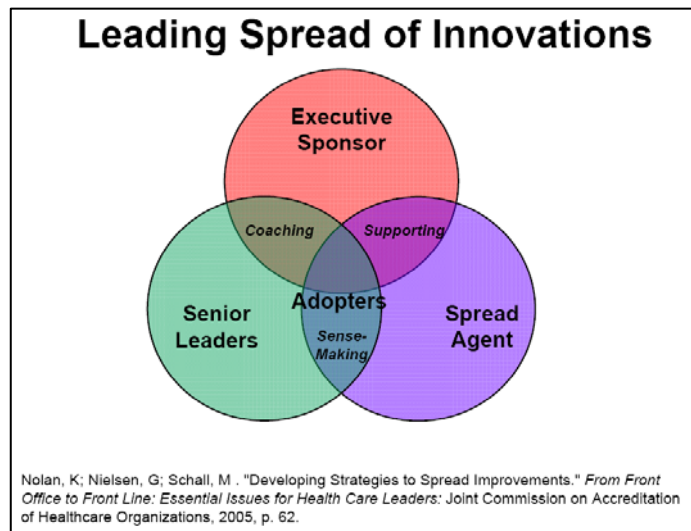 Leading Spread of Innovations
Executive
Sponsor
Coaching
Supporting
Adopters
Senior
Leaders
Sense-
Making
Spread
Agent
Nolan, K; Nielsen, G; Schall, M . "Developing Strategies to Spread Improvements." From Front
Office to Front Line: Essential Issues for Health Care Leaders: Joint Commission on Accreditation
of Healthcare Organizations, 2005, p. 62.